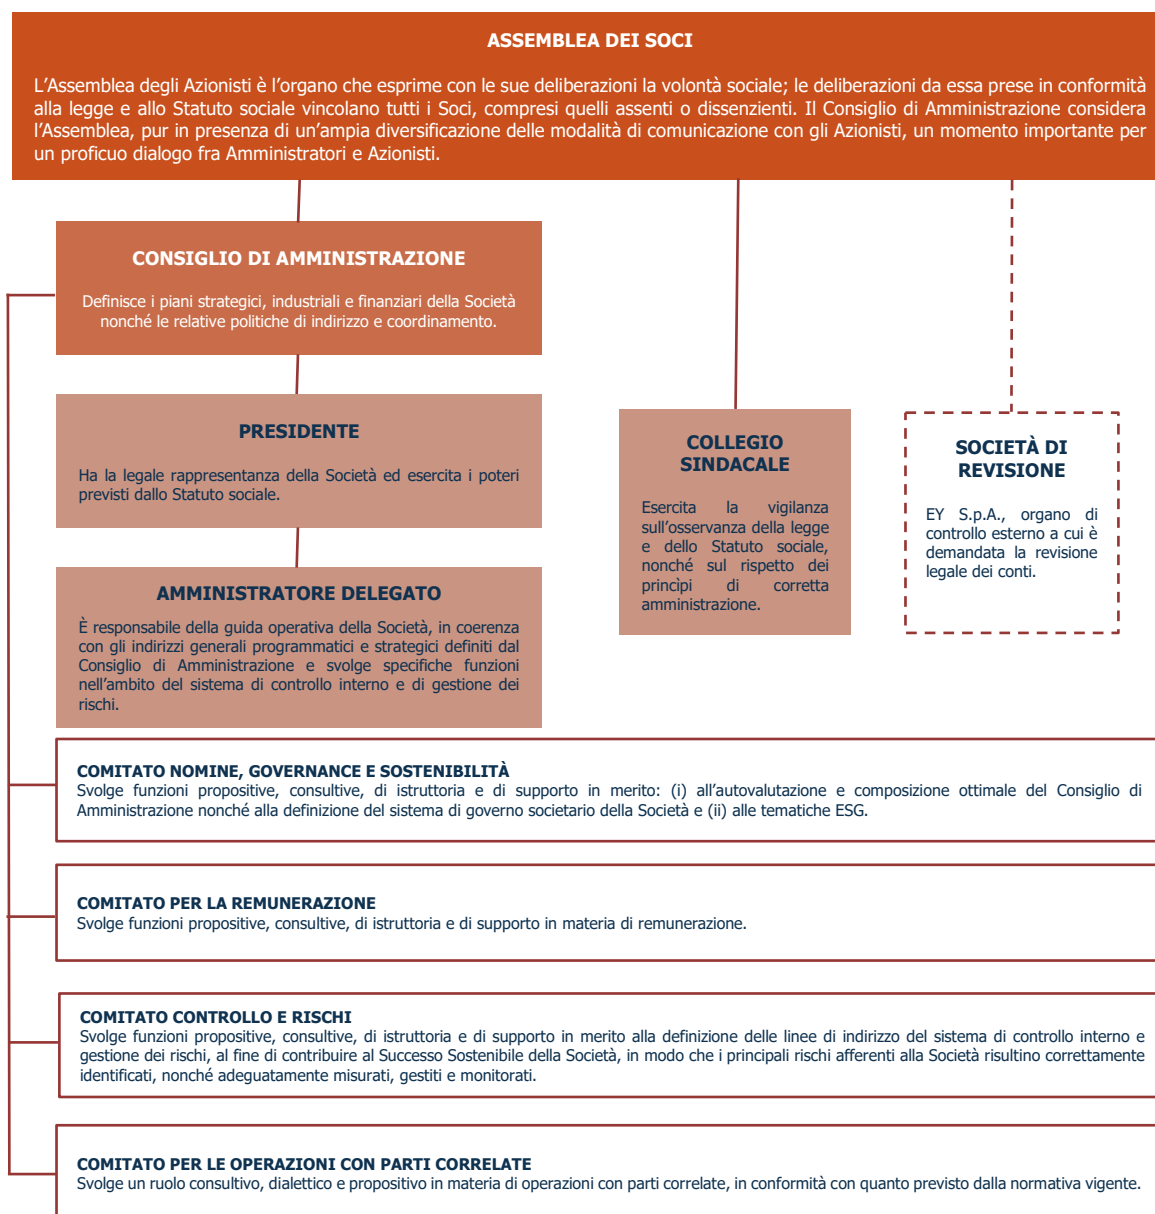 ASSEMBLEA DEI SOCI
L'Assemblea degli Azionisti è l'organo che esprime con le sue deliberazioni la volontà sociale; le deliberazioni da essa prese in conformità
alla legge e allo Statuto sociale vincolano tutti i Soci, compresi quelli assenti o dissenzienti. Il Consiglio di Amministrazione considera
l'Assemblea, pur in presenza di un'ampia diversificazione delle modalità di comunicazione con gli Azionisti, un momento importante per
un proficuo dialogo fra Amministratori e Azionisti.
CONSIGLIO DI AMMINISTRAZIONE
Definisce i piani strategici, industriali e finanziari della Società
nonché le relative politiche di indirizzo e coordinamento.
PRESIDENTE
Ha la legale rappresentanza della Società ed esercita i poteri
previsti dallo Statuto sociale.
AMMINISTRATORE DELEGATO
È responsabile della guida operativa della Società, in coerenza
con gli indirizzi generali programmatici e strategici definiti dal
Consiglio di Amministrazione e svolge specifiche funzioni
nell'ambito del sistema di controllo interno e di gestione dei
rischi.
COLLEGIO
SINDACALE
Esercita la vigilanza
sull'osservanza della legge
e dello Statuto sociale,
nonché sul rispetto dei
princìpi di corretta
amministrazione.
SOCIETÀ DI
REVISIONE
EY S.p.A., organo di
controllo esterno a cui è
demandata la revisione
legale dei conti.
COMITATO NOMINE, GOVERNANCE E SOSTENIBILITÀ
Svolge funzioni propositive, consultive, di istruttoria e di supporto in merito: (i) all'autovalutazione e composizione ottimale del Consiglio di
Amministrazione nonché alla definizione del sistema di governo societario della Società e (ii) alle tematiche ESG.
COMITATO PER LA REMUNERAZIONE
Svolge funzioni propositive, consultive, di istruttoria e di supporto in materia di remunerazione.
COMITATO CONTROLLO E RISCHI
Svolge funzioni propositive, consultive, di istruttoria e di supporto in merito alla definizione delle linee di indirizzo del sistema di controllo interno e
gestione dei rischi, al fine di contribuire al Successo Sostenibile della Società, in modo che i principali rischi afferenti alla Società risultino correttamente
identificati, nonché adeguatamente misurati, gestiti e monitorati.
COMITATO PER LE OPERAZIONI CON PARTI CORRELATE
Svolge un ruolo consultivo, dialettico e propositivo in materia di operazioni con parti correlate, in conformità con quanto previsto dalla normativa vigente.